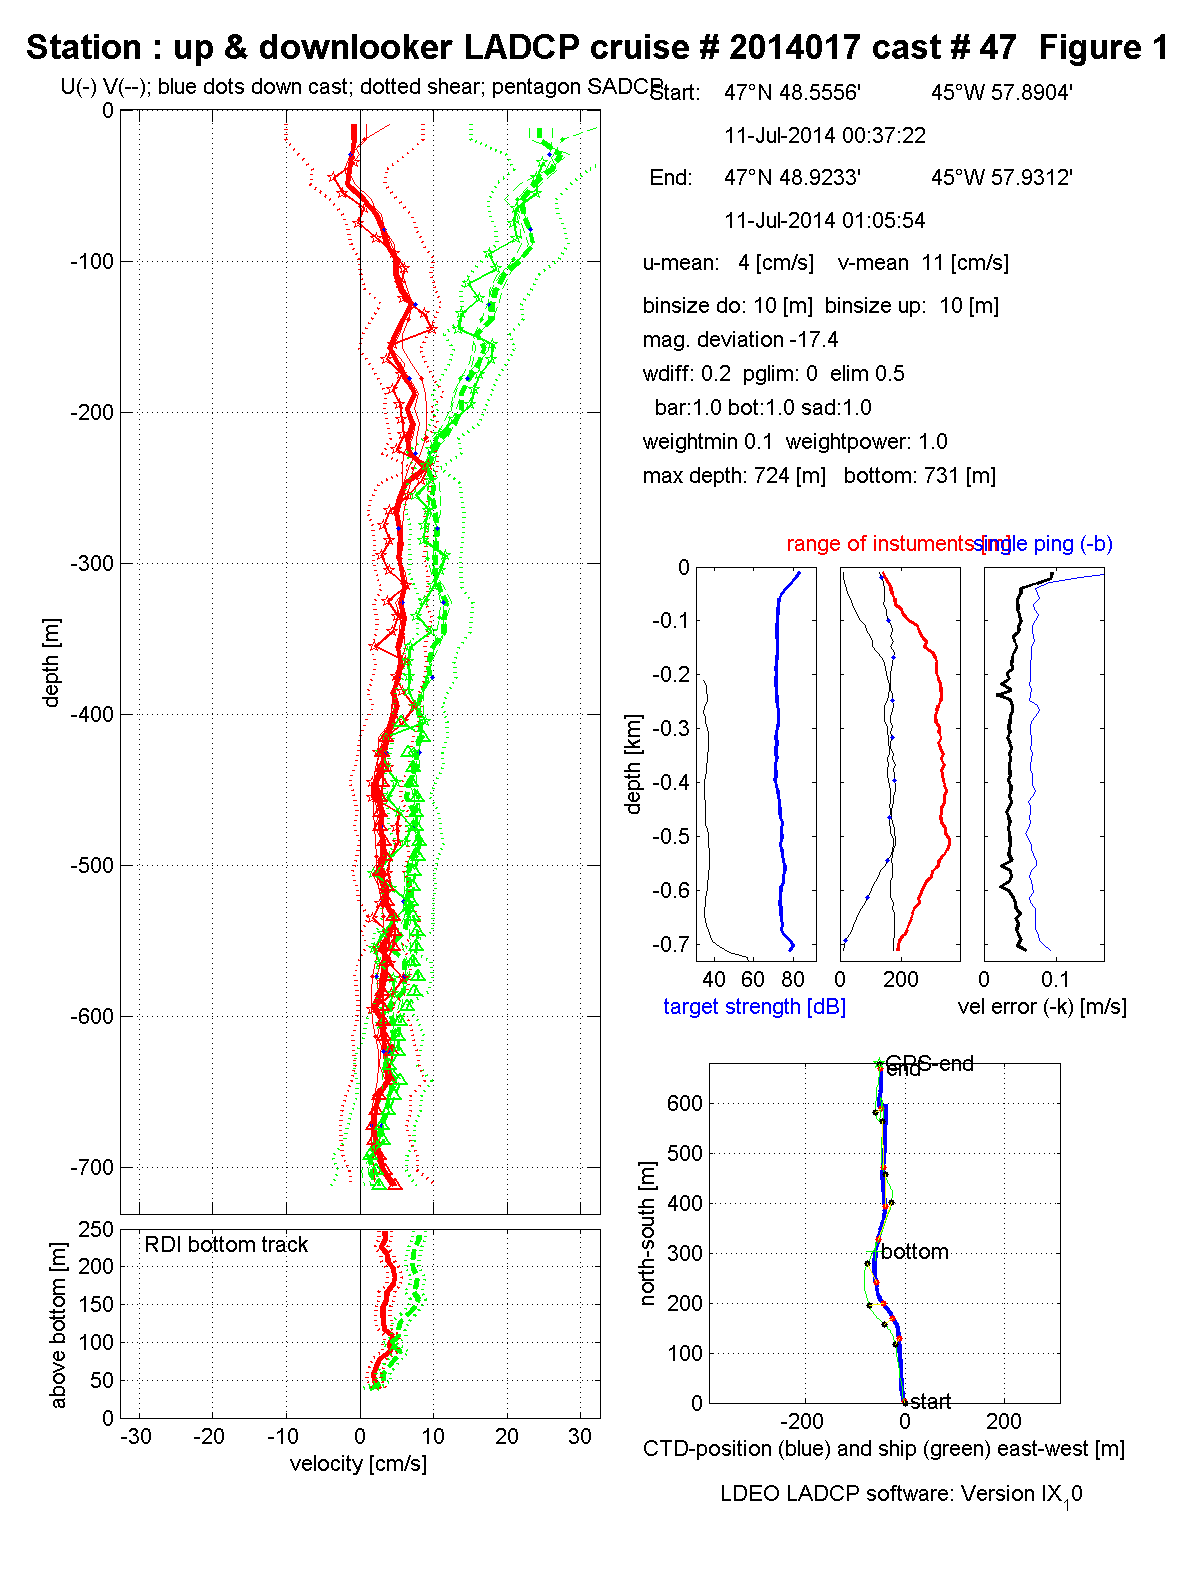 Station : up & downlooker LADCP cruise # 2014017 cast # 47 Figure 1
U(-) V(--); blue dots down cast; dotted shear; pentagon SADCP
Start: 47°N 48.5556' 45°W 57.8904'
11-Jul-2014 00:37:22
End: 47°N 48.9233' 45°W 57.9312'
11-Jul-2014 01:05:54
u-mean: 4 [cm/s] v-mean 11 [cm/s]
binsize do: 10 [m] binsize up: 10 [m]
mag. deviation -17.4
wdiff: 0.2 pglim: 0 elim 0.5
bar:1.0 bot:1.0 sad:1.0
weightmin 0.1 weightpower: 1.0
max depth: 724 [m] bottom: 731 [m]
0
-100
-200
-300
-400
-500
-600
-700
depth [m]
RDI bottom track
250
200
150
100
50
0
above bottom [m]
-30 -20 -10 0 10 20 30
velocity [cm/s]
range of instuments [m]
single ping (-b)
0
-0.1
-0.2
-0.3
-0.4
-0.5
-0.6
-0.7
depth [km]
40 60 80
0 200
0 0.1
target strength [dB]
vel error (-k) [m/s]
GPS-end
end
bottom
start
600
500
400
300
200
100
0
north-south [m]
-200 0 200
CTD-position (blue) and ship (green) east-west [m]
LDEO LADCP software: Version IX10